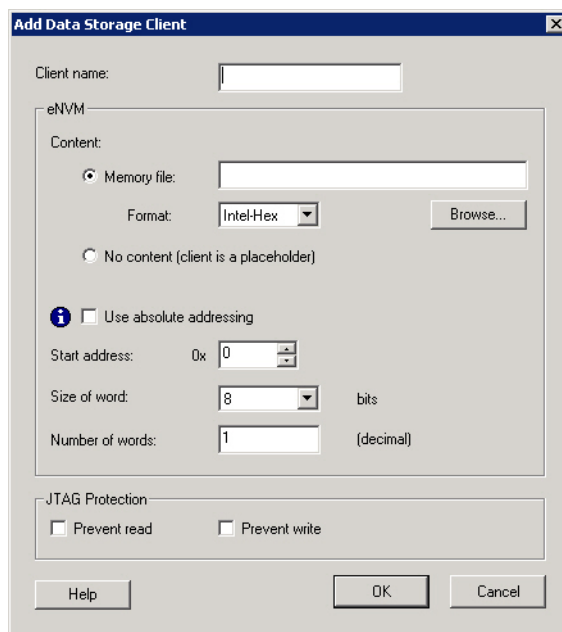 Add Data Storage Client
Client name:
eNVM
Content:
Memory file:
Format: Intel-Hex Browse...
No content (client is a placeholder)
Use absolute addressing
Start address: 0x 0
Size of word: 8 bits
Number of words: 1 (decimal)
JTAG Protection
Prevent read Prevent write
Help OK Cancel